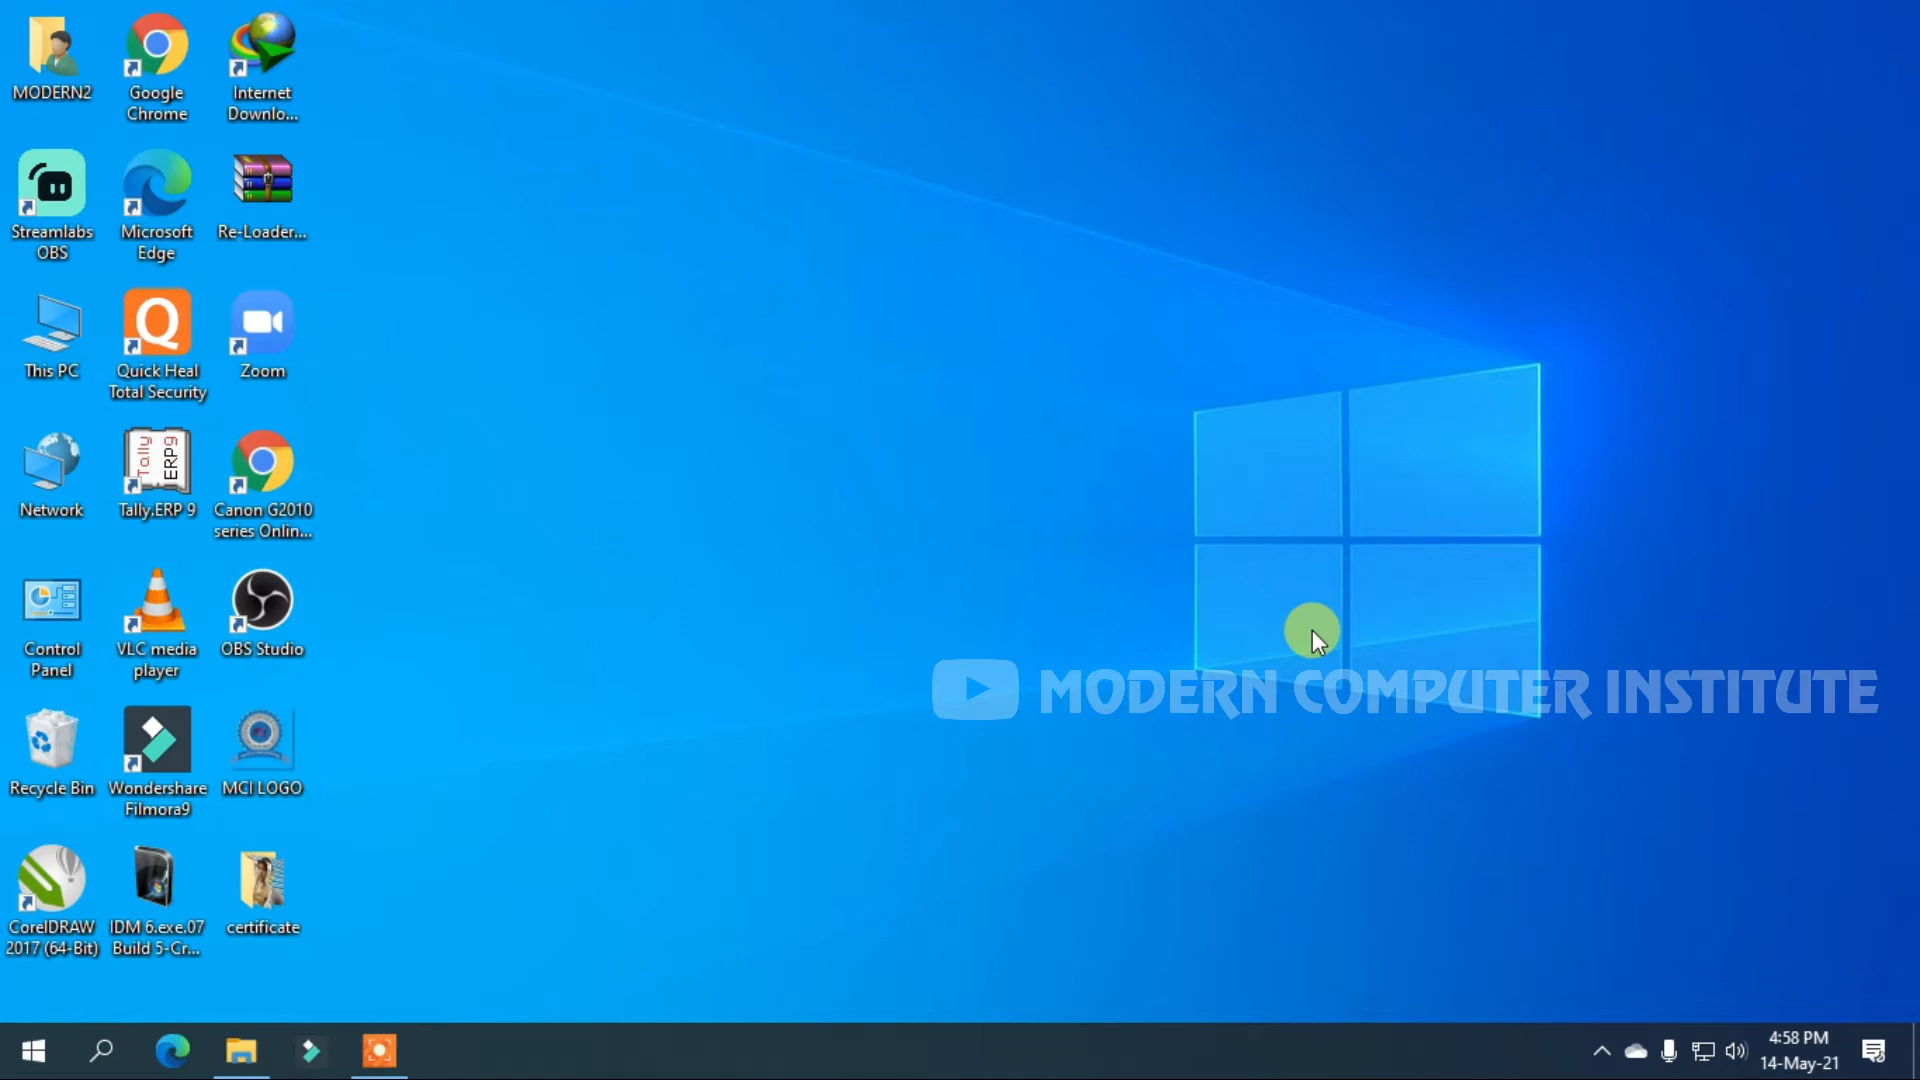 MODERN2
Google
Chrome
Internet
Downlo...
Streamlabs
OBS
Microsoft
Edge
Re-Loader...
This PC
Quick Heal
Total Security
Zoom
Network
Tally
ERP9
Tally.ERP 9
Canon G2010
series Onlin...
Control
Panel
VLC media
player
OBS Studio
Recycle Bin
Wondershare
Filmora9
MCI LOGO
CorelDRAW
2017 (64-Bit)
IDM 6.exe.07
Build 5-Cr...
certificate
MODERN COMPUTER INSTITUTE
4:58 PM
14-May-21